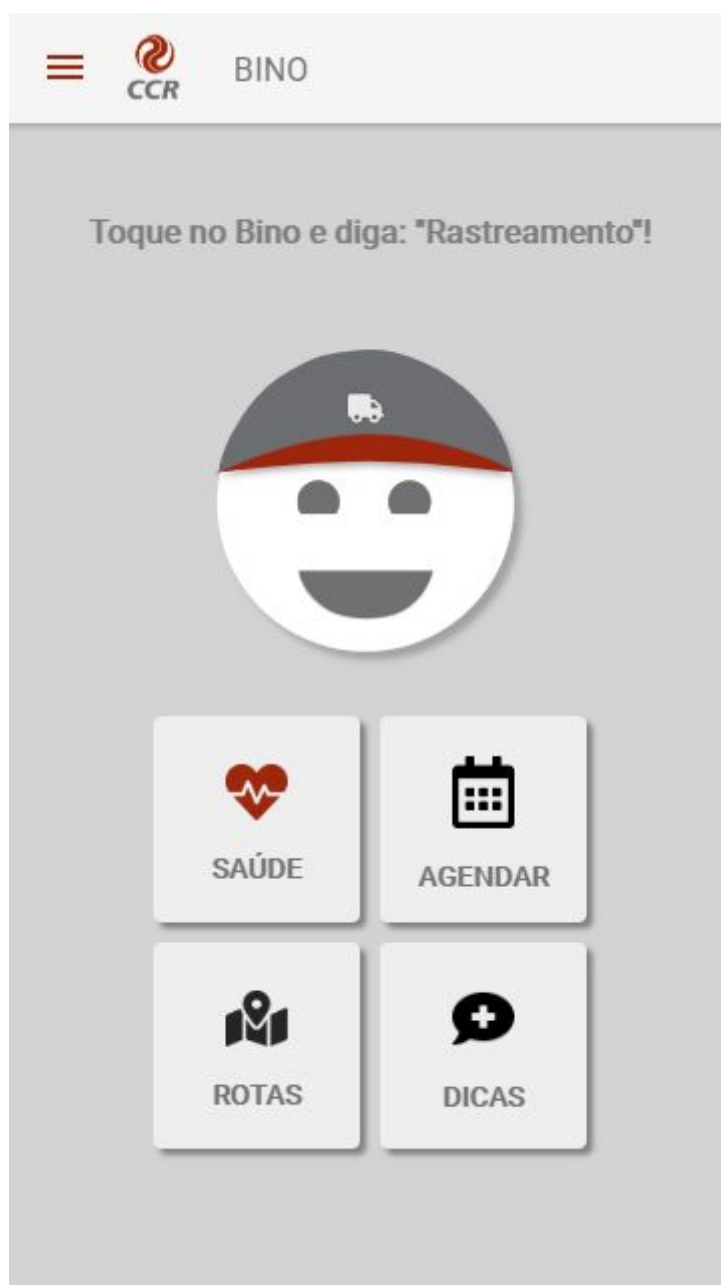 CCR
BINO
Toque no Bino e diga: "Rastreamento"!
SAÚDE
AGENDAR
ROTAS
DICAS